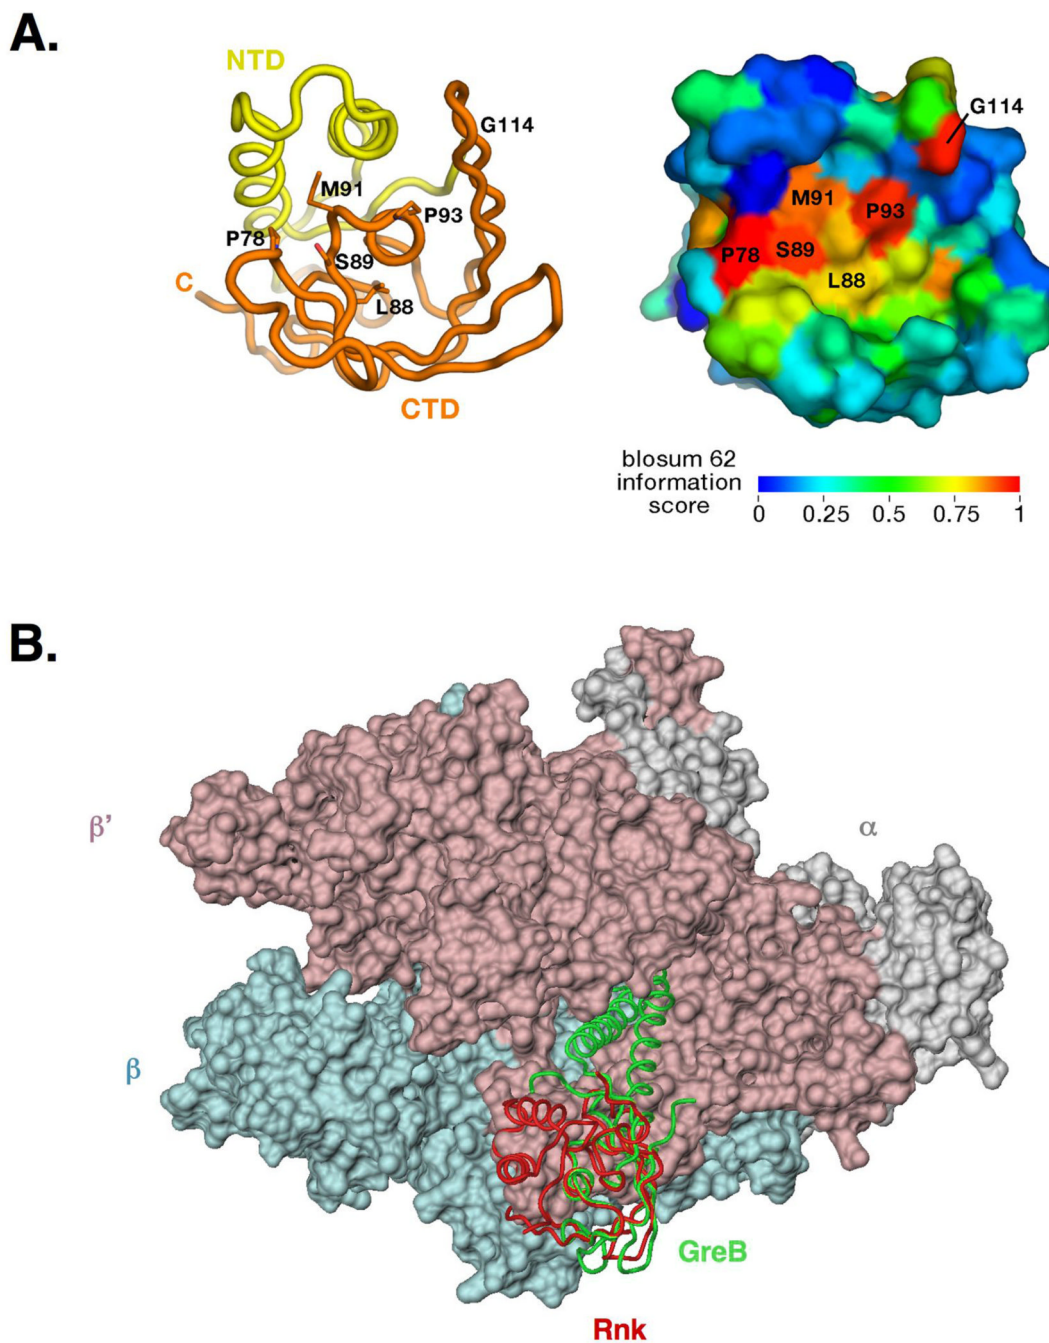 A.
NTD
G114
M91
P93
P78
S89
C
L88
CTD
G114
M91
P93
P78
S89
L88
blosum 62
information
score
0
0.25
0.5
0.75
1
B.
β’
α
β
GreB
Rnk